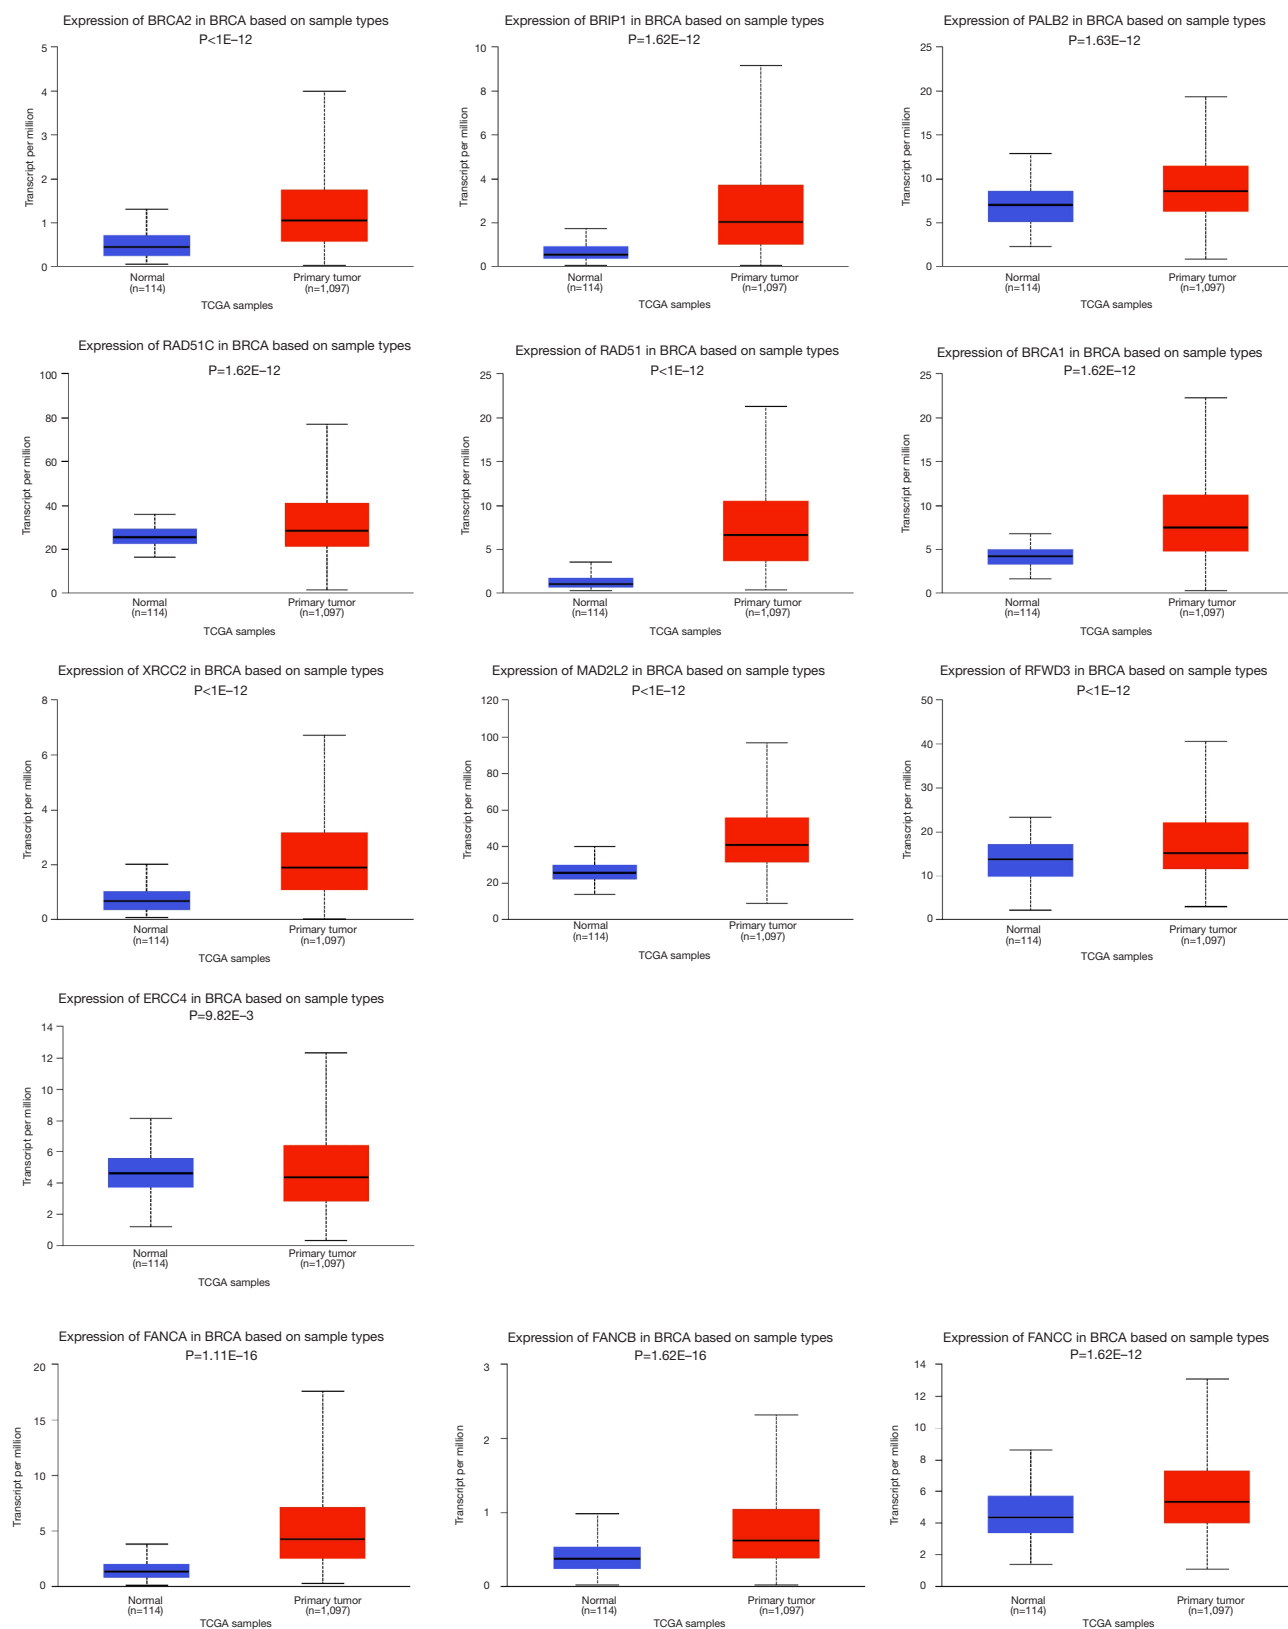 Expression of BRCA2 in BRCA based on sample types
P<1E–12
Transcript per million
5
4
3
2
1
0
Normal
(n=114)
Primary tumor
(n=1,097)
TCGA samples
Expression of BRIP1 in BRCA based on sample types
P=1.62E–12
Transcript per million
10
8
6
4
2
0
Normal
(n=114)
Primary tumor
(n=1,097)
TCGA samples
Expression of PALB2 in BRCA based on sample types
P=1.63E–12
Transcript per million
25
20
15
10
5
0
Normal
(n=114)
Primary tumor
(n=1,097)
TCGA samples
Expression of RAD51C in BRCA based on sample types
P=1.62E–12
Transcript per million
100
80
60
40
20
0
Normal
(n=114)
Primary tumor
(n=1,097)
TCGA samples
Expression of RAD51 in BRCA based on sample types
P<1E–12
Transcript per million
25
20
15
10
5
0
Normal
(n=114)
Primary tumor
(n=1,097)
TCGA samples
Expression of BRCA1 in BRCA based on sample types
P=1.62E–12
Transcript per million
25
20
15
10
5
0
Normal
(n=114)
Primary tumor
(n=1,097)
TCGA samples
Expression of XRCC2 in BRCA based on sample types
P<1E–12
Transcript per million
8
6
4
2
0
Normal
(n=114)
Primary tumor
(n=1,097)
TCGA samples
Expression of MAD2L2 in BRCA based on sample types
P<1E–12
Transcript per million
120
100
80
60
40
20
0
Normal
(n=114)
Primary tumor
(n=1,097)
TCGA samples
Expression of RFWD3 in BRCA based on sample types
P<1E–12
Transcript per million
50
40
30
20
10
0
Normal
(n=114)
Primary tumor
(n=1,097)
TCGA samples
Expression of ERCC4 in BRCA based on sample types
P=9.82E–3
Transcript per million
14
12
10
8
6
4
2
0
Normal
(n=114)
Primary tumor
(n=1,097)
TCGA samples
Expression of FANCA in BRCA based on sample types
P=1.11E–16
Transcript per million
20
15
10
5
0
Normal
(n=114)
Primary tumor
(n=1,097)
TCGA samples
Expression of FANCB in BRCA based on sample types
P=1.62E–16
Transcript per million
3
2
1
0
Normal
(n=114)
Primary tumor
(n=1,097)
TCGA samples
Expression of FANCC in BRCA based on sample types
P=1.62E–12
Transcript per million
14
12
10
8
6
4
2
0
Normal
(n=114)
Primary tumor
(n=1,097)
TCGA samples